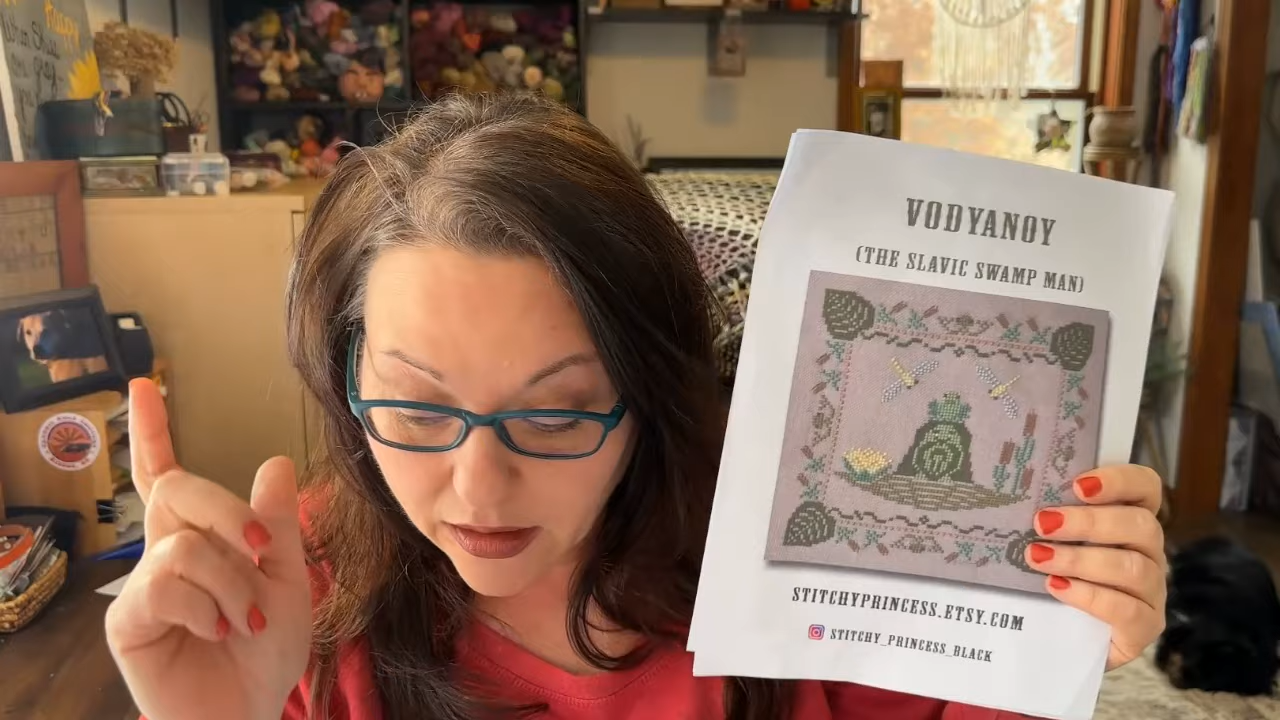 VODYANOY
(THE SLAVIC SWAMP MAN)
STITCHYPRINCESS.ETSY.COM
STITCHY_PRINCESS_BLACK